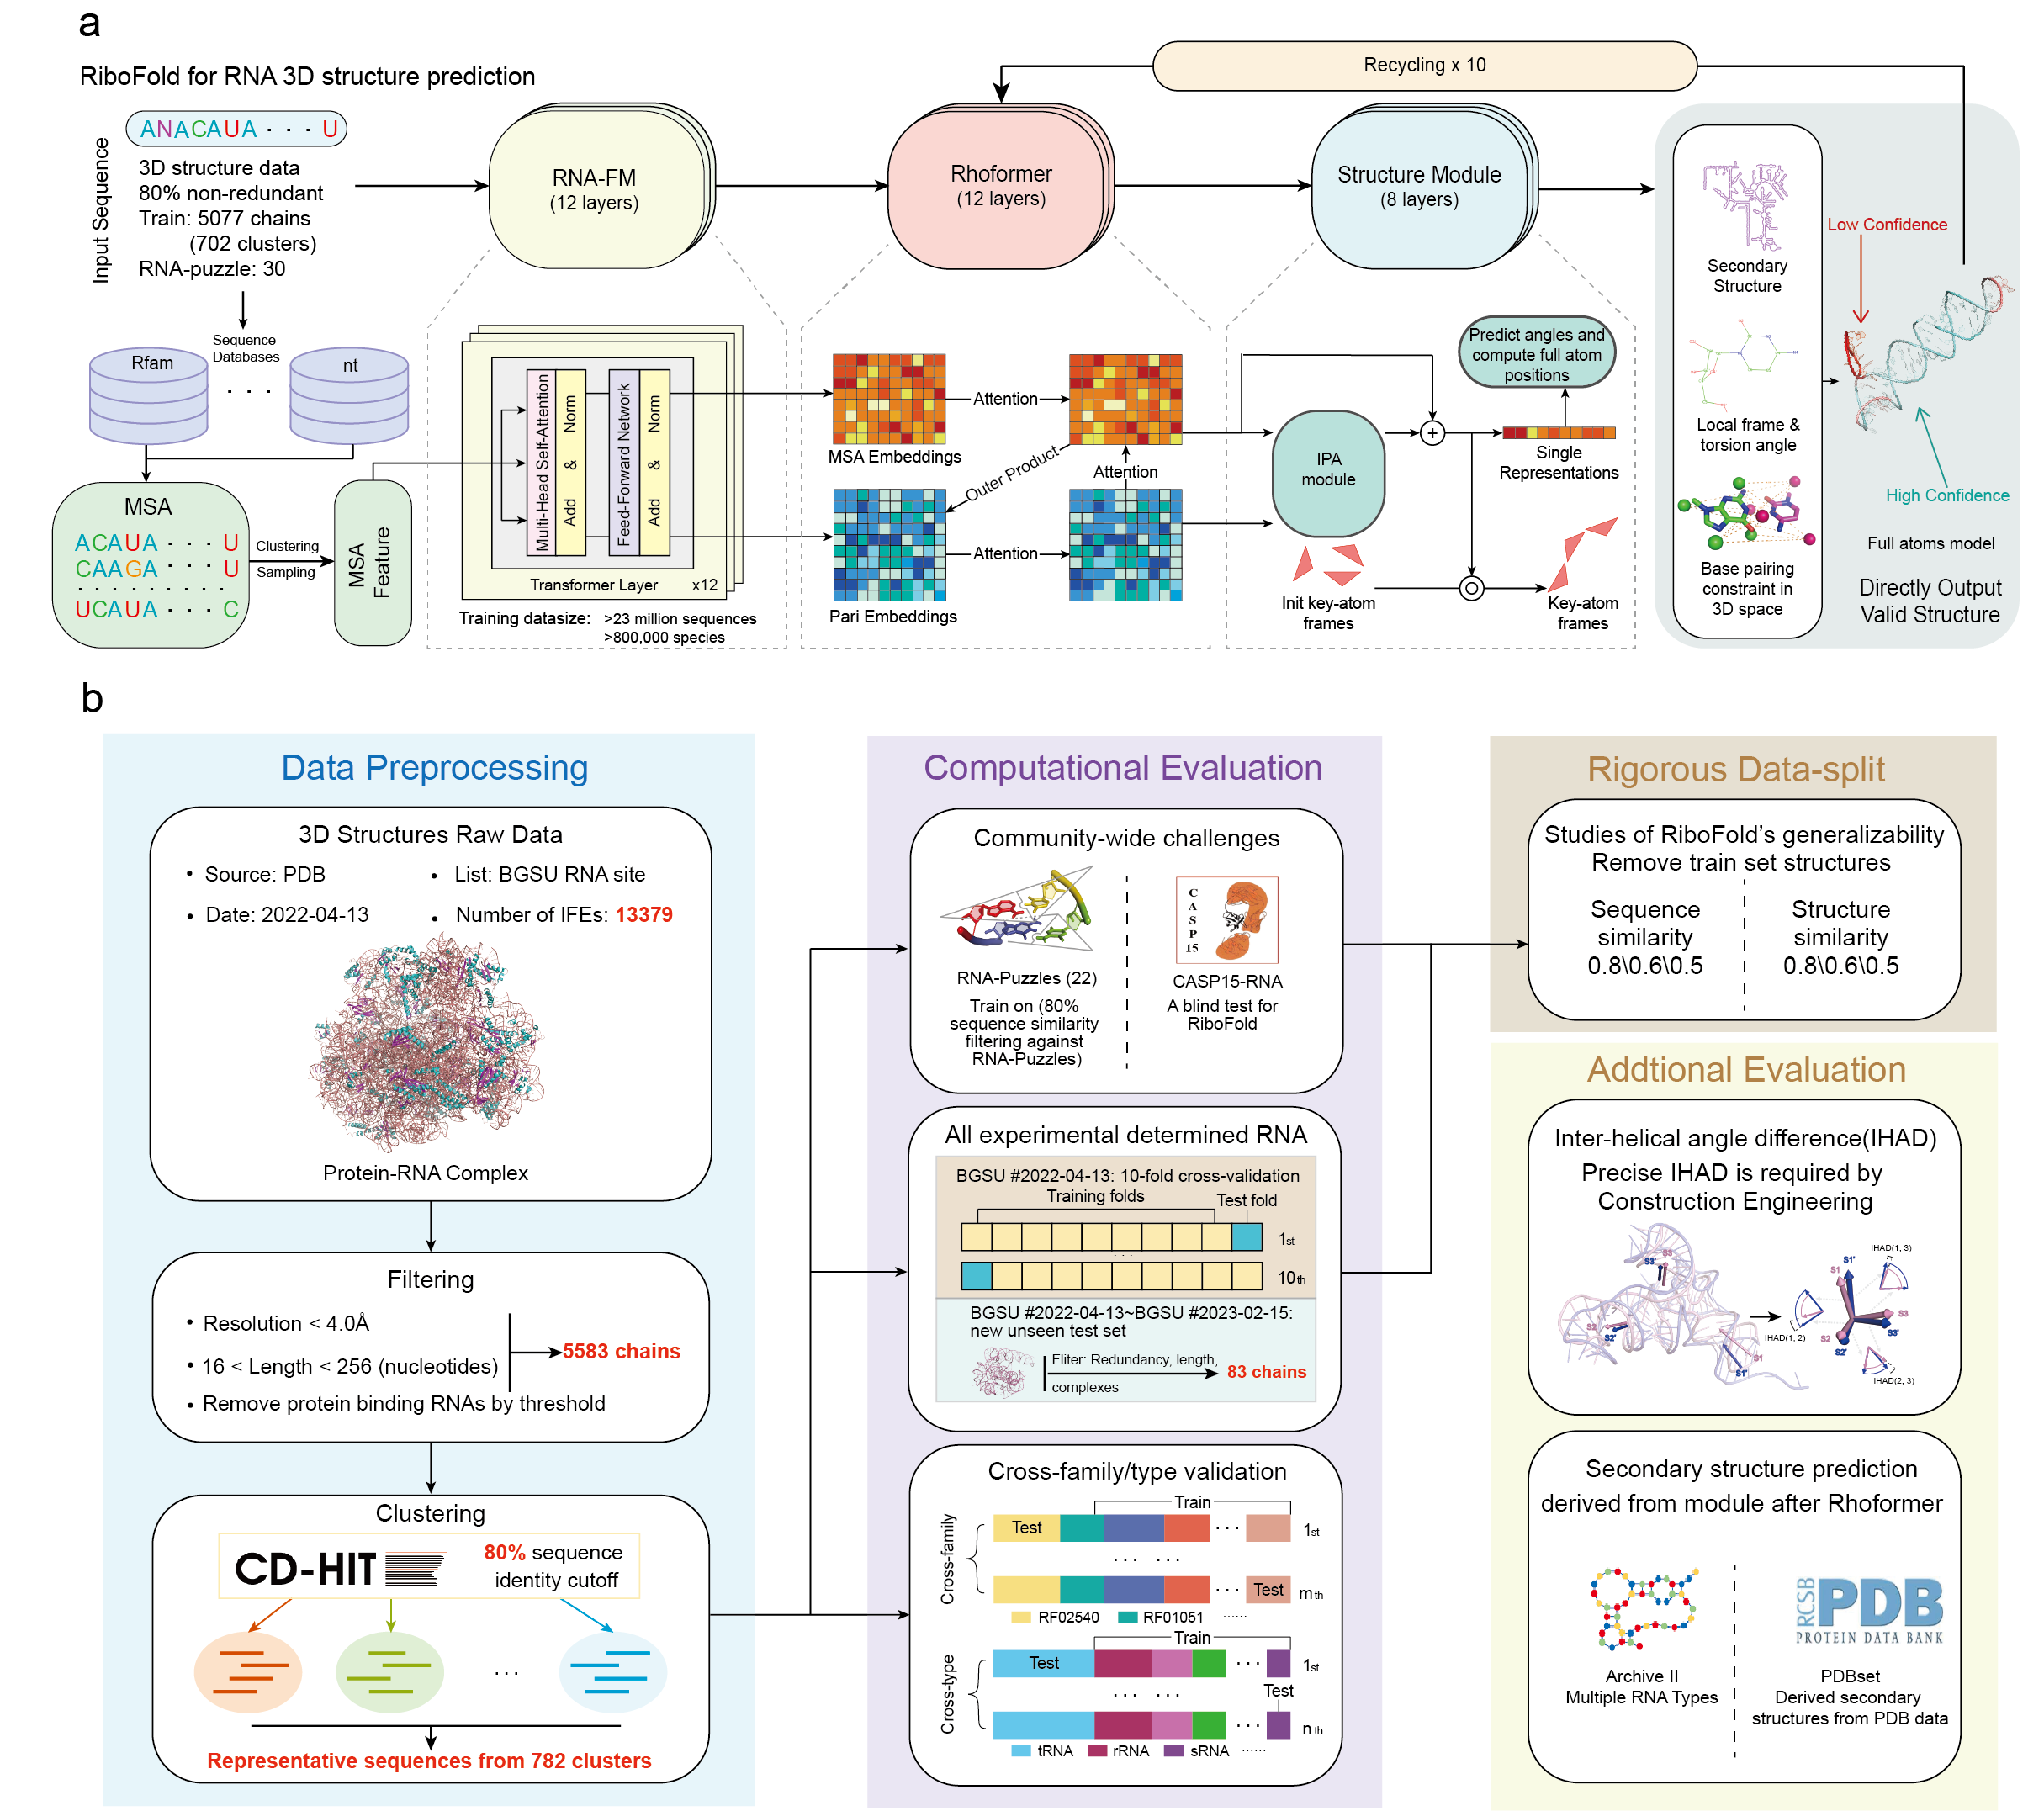 a
RiboFold for RNA 3D structure prediction
Recycling x 10
Input Sequence
ANACAUA · · · U
3D structure data
80% non-redundant
Train: 5077 chains
(702 clusters)
RNA-puzzle: 30
Sequence
Databases
Rfam
· · ·
nt
MSA
ACAUA · · · U
CAAGA · · · U
· · · · · · · · · ·
UCAUA · · · C
Clustering
Sampling
MSA
Feature
RNA-FM
(12 layers)
Multi-Head Self-Attention
Add & Norm
Feed-Forward Network
Add & Norm
Transformer Layer
x12
Training datasize: >23 million sequences
>800,000 species
Rhoformer
(12 layers)
MSA Embeddings
Attention
Outer Product
Attention
Attention
Pari Embeddings
Structure Module
(8 layers)
Predict angles and
compute full atom
positions
IPA
module
+
Single
Representations
Init key-atom
frames
Key-atom
frames
Secondary
Structure
Local frame &
torsion angle
Base pairing
constraint in
3D space
Low Confidence
High Confidence
Full atoms model
Directly Output
Valid Structure
b
Data Preprocessing
3D Structures Raw Data
• Source: PDB
• List: BGSU RNA site
• Date: 2022-04-13
• Number of IFEs: 13379
Protein-RNA Complex
Filtering
• Resolution < 4.0Å
• 16 < Length < 256 (nucleotides)
• Remove protein binding RNAs by threshold
5583 chains
Clustering
CD-HIT
80% sequence
identity cutoff
· · ·
Representative sequences from 782 clusters
Computational Evaluation
Community-wide challenges
RNA-Puzzles (22)
Train on (80%
sequence similarity
filtering against
RNA-Puzzles)
C
A
S
P
15
CASP15-RNA
A blind test for
RiboFold
All experimental determined RNA
BGSU #2022-04-13: 10-fold cross-validation
Training folds
Test fold
1st
· · ·
10th
BGSU #2022-04-13~BGSU #2023-02-15:
new unseen test set
Fliter: Redundancy, length,
complexes
83 chains
Cross-family/type validation
Cross-family
Train
Test
· · ·
1st
· · · · · ·
· · ·
Test
mth
RF02540
RF01051
······
Cross-type
Train
Test
· · ·
1st
· · · · · ·
Test
· · ·
nth
tRNA
rRNA
sRNA
······
Rigorous Data-split
Studies of RiboFold's generalizability
Remove train set structures
Sequence
similarity
0.8\0.6\0.5
Structure
similarity
0.8\0.6\0.5
Addtional Evaluation
Inter-helical angle difference(IHAD)
Precise IHAD is required by
Construction Engineering
S3
S3'
S2
S2'
S1
S1'
IHAD(1, 3)
S1
S1'
S3
S3'
IHAD(1, 2)
S2
S2'
IHAD(2, 3)
Secondary structure prediction
derived from module after Rhoformer
Archive II
Multiple RNA Types
RCSB
PDB
PROTEIN DATA BANK
PDBset
Derived secondary
structures from PDB data